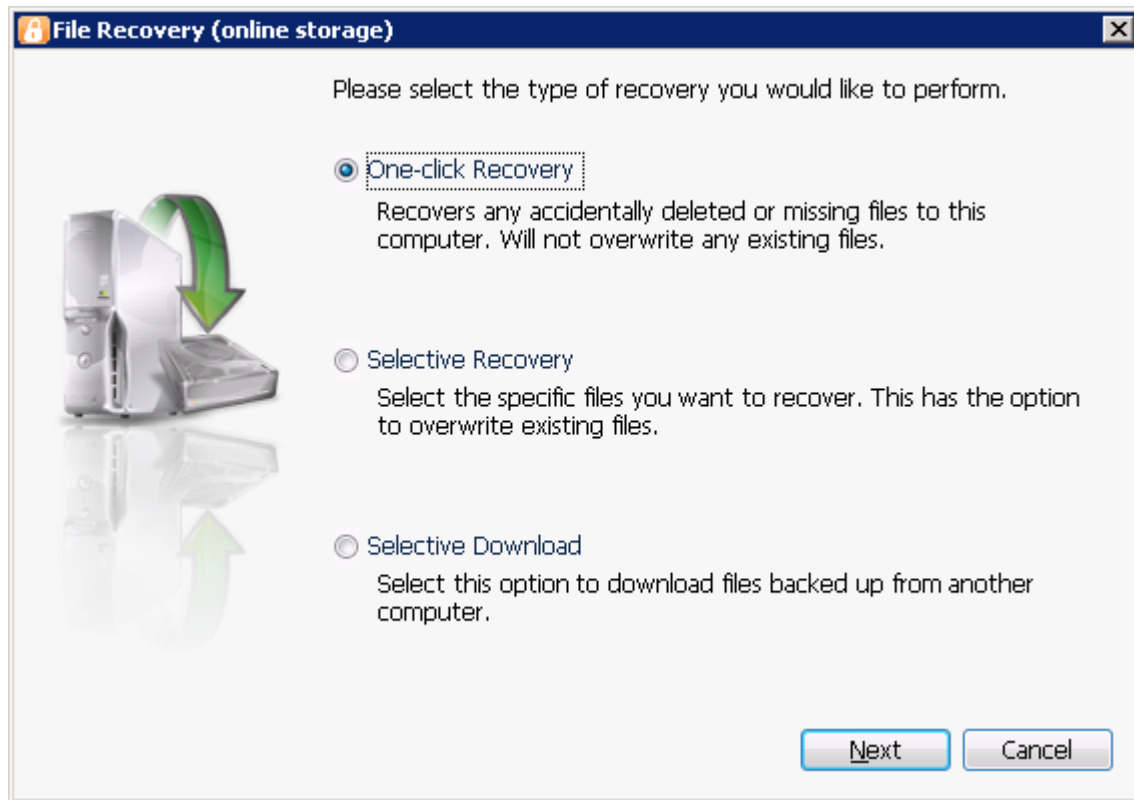 File Recovery (online storage)
Please select the type of recovery you would like to perform.
One-click Recovery
Recovers any accidentally deleted or missing files to this
computer. Will not overwrite any existing files.
Selective Recovery
Select the specific files you want to recover. This has the option
to overwrite existing files.
Selective Download
Select this option to download files backed up from another
computer.
Next
Cancel